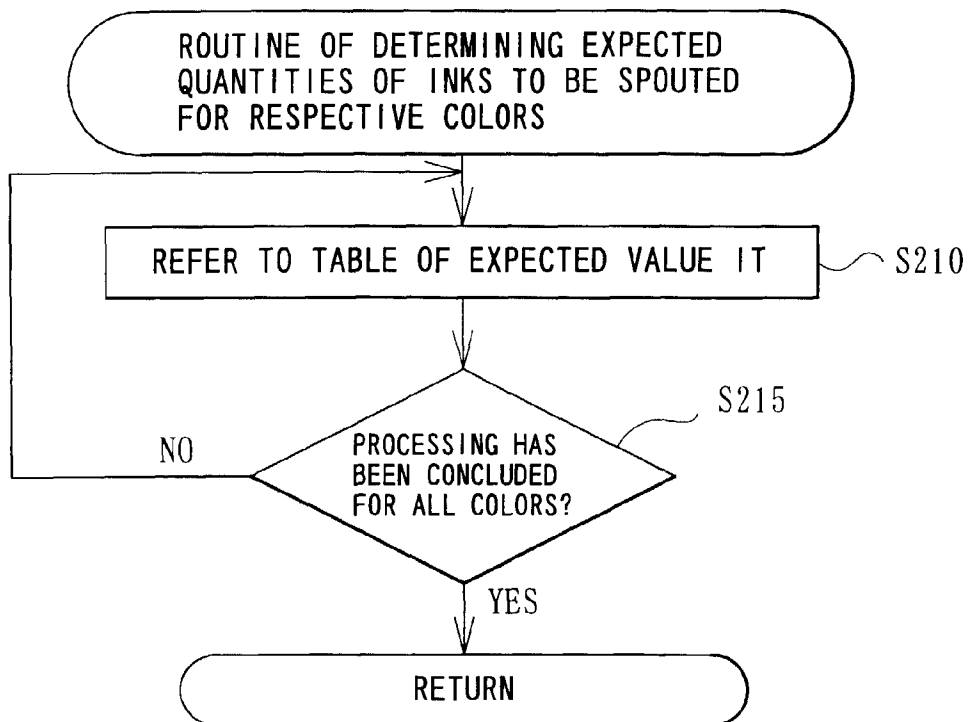 ROUTINE OF DETERMINING EXPECTED
QUANTITIES OF INKS TO BE SPOUTED
FOR RESPECTIVE COLORS
REFER TO TABLE OF EXPECTED VALUE IT
S210
S215
PROCESSING HAS
BEEN CONCLUDED
FOR ALL COLORS?
NO
YES
RETURN